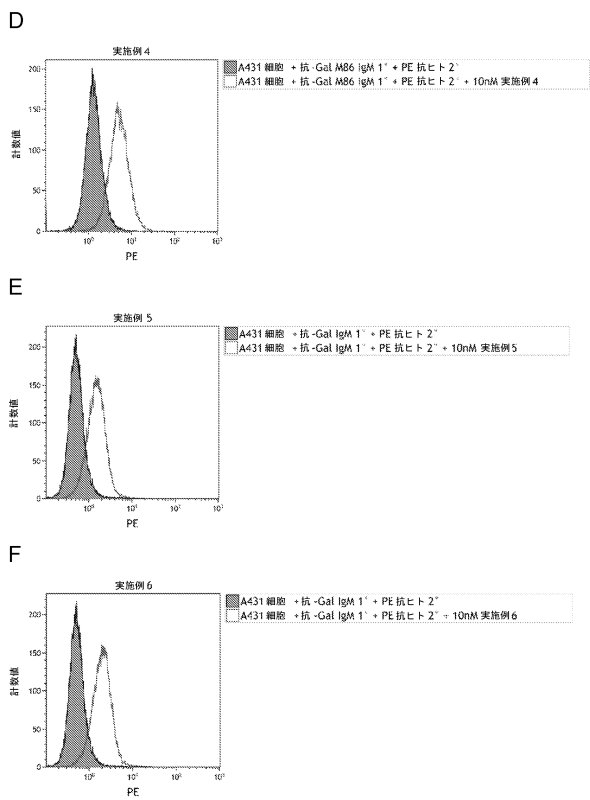 D
実施例 4
A431 細胞 + 抗 -Gal M86 IgM 1° + PE 抗ヒト 2°
A431 細胞 + 抗 -Gal M86 IgM 1° + PE 抗ヒト 2° + 10nM 実施例 4
200
150
100
50
0
計数値
10⁰ 10¹ 10² 10³
PE
E
実施例 5
A431 細胞 + 抗 -Gal IgM 1° + PE 抗ヒト 2°
A431 細胞 + 抗 -Gal IgM 1° + PE 抗ヒト 2° + 10nM 実施例 5
200
150
100
50
0
計数値
10⁰ 10¹ 10² 10³
PE
F
実施例 6
A431 細胞 + 抗 -Gal IgM 1° + PE 抗ヒト 2°
A431 細胞 + 抗 -Gal IgM 1° + PE 抗ヒト 2° + 10nM 実施例 6
200
150
100
50
0
計数値
10⁰ 10¹ 10² 10³
PE